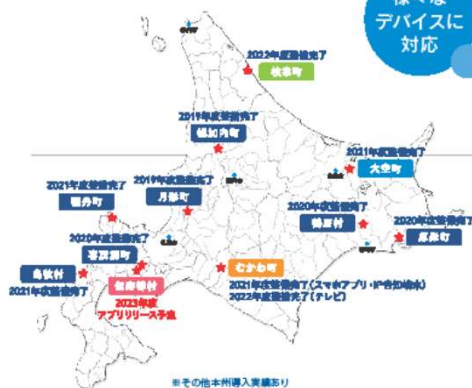 様々な
デバイスに
対応
2022年度整備完了
枝幸町
2019年度整備完了
幌加内町
2021年度整備完了
大空町
2021年度整備完了
積丹町
2019年度整備完了
月形町
2020年度整備完了
鶴居村
2020年度整備完了
厚岸町
2020年度整備完了
喜茂別町
島牧村
2021年度整備完了
留寿都村
2023年度
アプリリリース予定
むかわ町
2021年度整備完了(スマホアプリ・IP告知端末)
2022年度整備完了(テレビ)
※その他本州導入実績あり